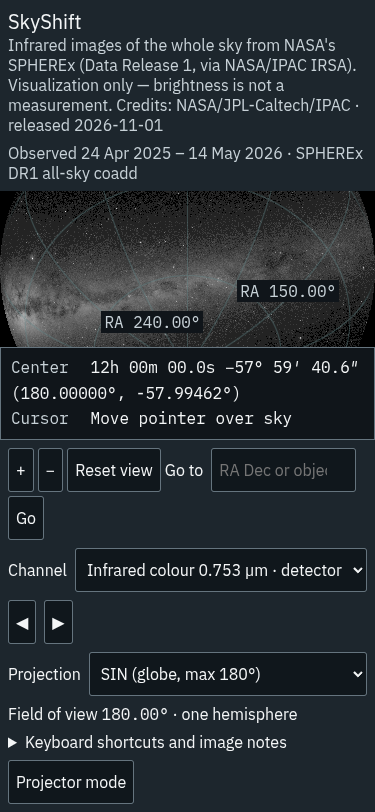 SkyShift
Infrared images of the whole sky from NASA's
SPHEREx (Data Release 1, via NASA/IPAC IRSA).
Visualization only — brightness is not a
measurement. Credits: NASA/JPL-Caltech/IPAC ·
released 2026-11-01
Observed 24 Apr 2025 – 14 May 2026 · SPHEREx
DR1 all-sky coadd
RA 150.00°
RA 240.00°
Center 12h 00m 00.0s −57° 59′ 40.6″
(180.00000°, -57.99462°)
Cursor Move pointer over sky
+ − Reset view Go to RA Dec or objec
Go
Channel Infrared colour 0.753 µm · detector
◀ ▶
Projection SIN (globe, max 180°)
Field of view 180.00° · one hemisphere
▶ Keyboard shortcuts and image notes
Projector mode